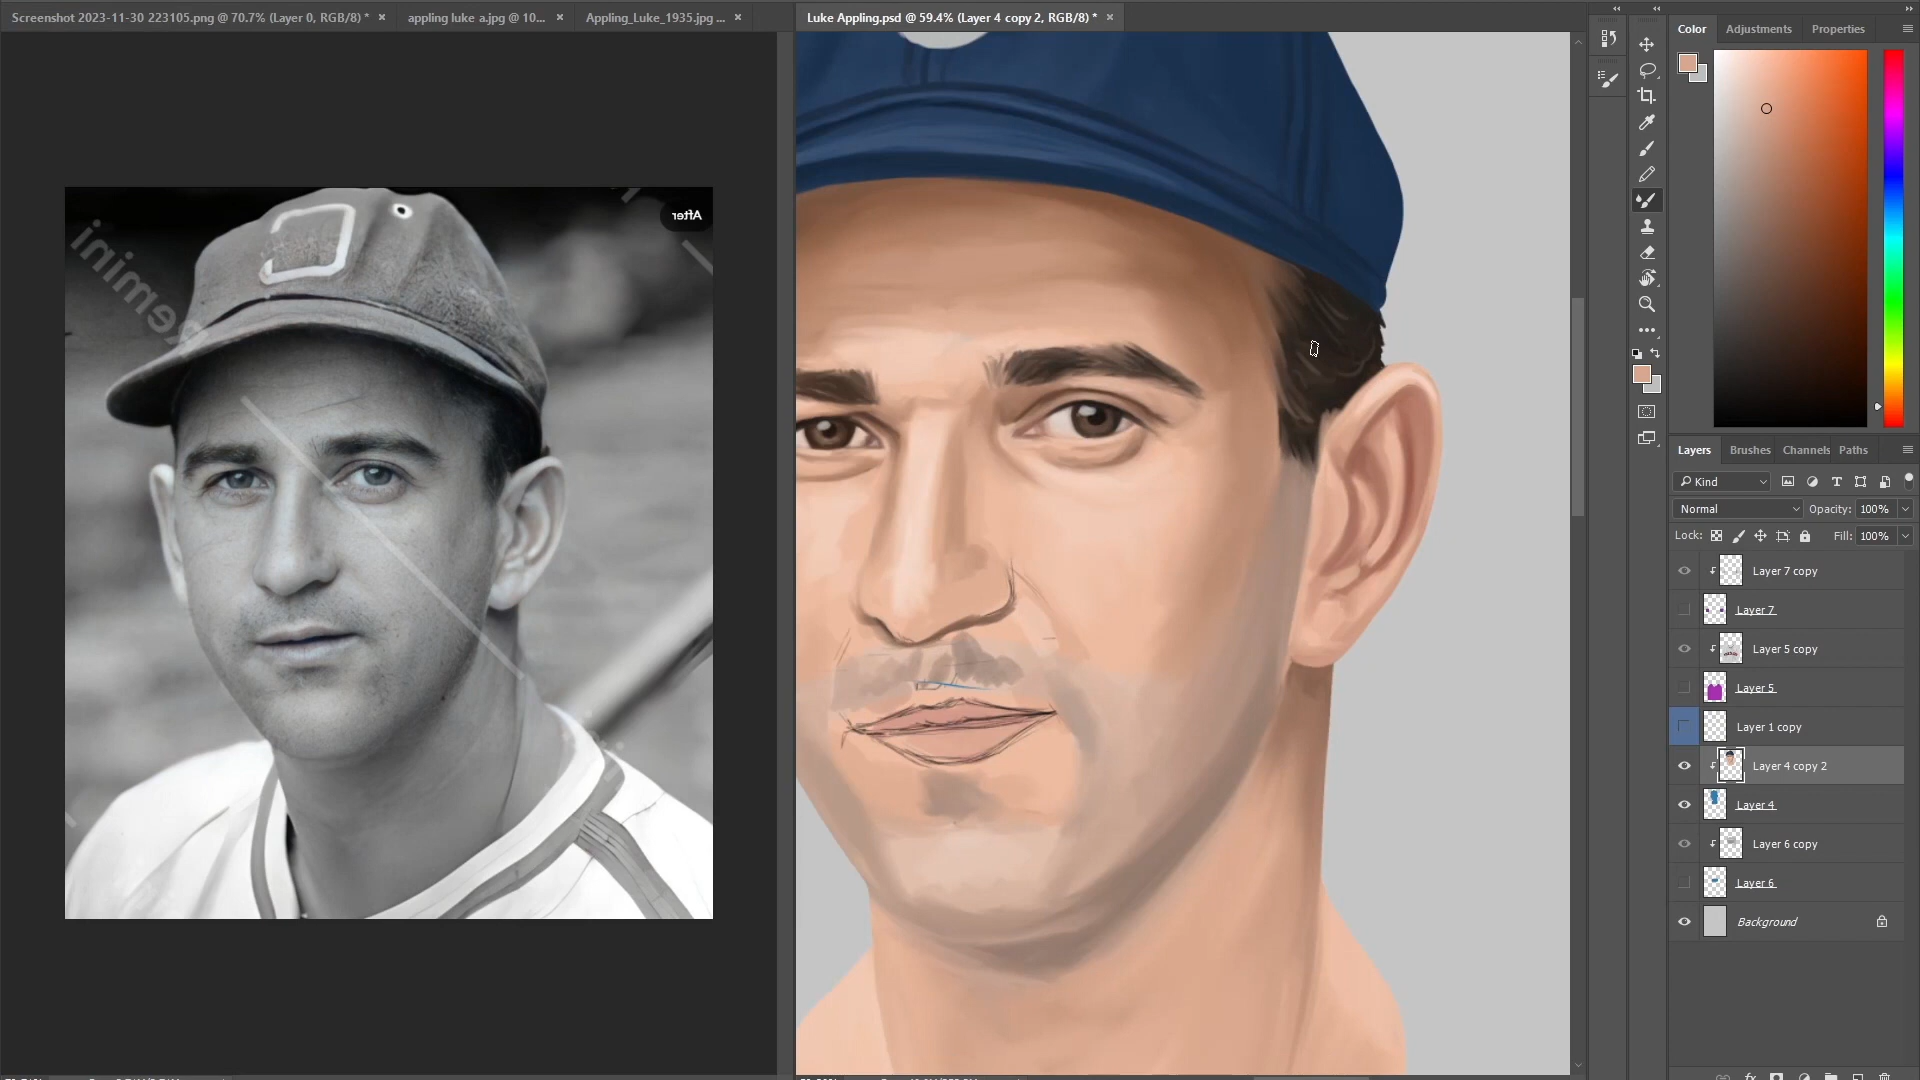 Screenshot 2023-11-30 223105.png @ 70.7% (Layer 0, RGB/8) *
appling luke a.jpg @ 10...
Appling_Luke_1935.jpg ...
Luke Appling.psd @ 59.4% (Layer 4 copy 2, RGB/8) *
Color
Adjustments
Properties
After
remini
Layers
Brushes
Channels
Paths
Kind
Normal
Opacity: 100%
Lock:
Fill: 100%
Layer 7 copy
Layer 7
Layer 5 copy
Layer 5
Layer 1 copy
Layer 4 copy 2
Layer 4
Layer 6 copy
Layer 6
Background